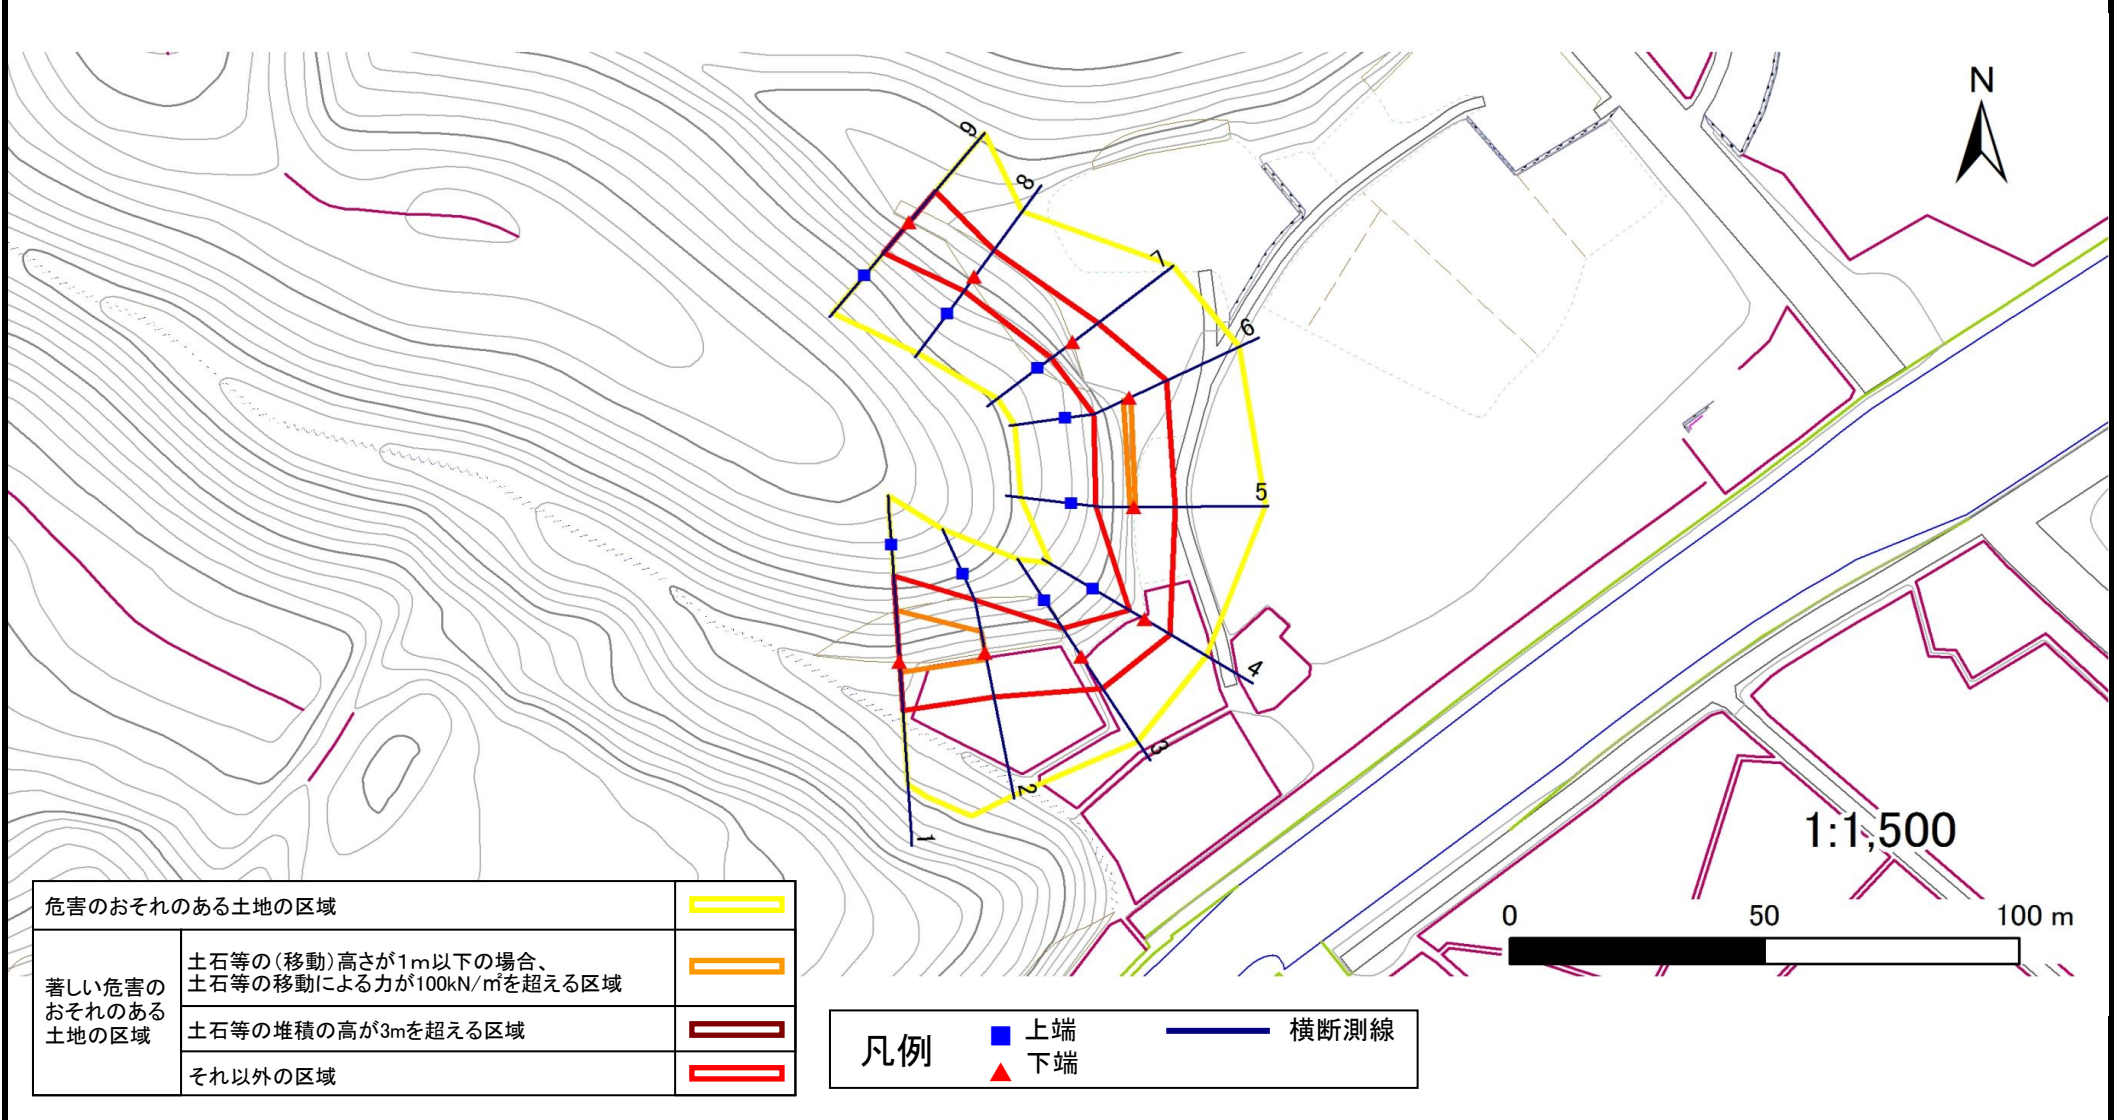 N
9
8
7
6
5
4
3
2
1
1:1,500
0 50 100 m
危害のおそれのある土地の区域
著しい危害の
おそれのある
土地の区域
土石等の(移動)高さが1m以下の場合、
土石等の移動による力が100kN/㎡を超える区域
土石等の堆積の高が3mを超える区域
それ以外の区域
凡例
上端
下端
横断測線